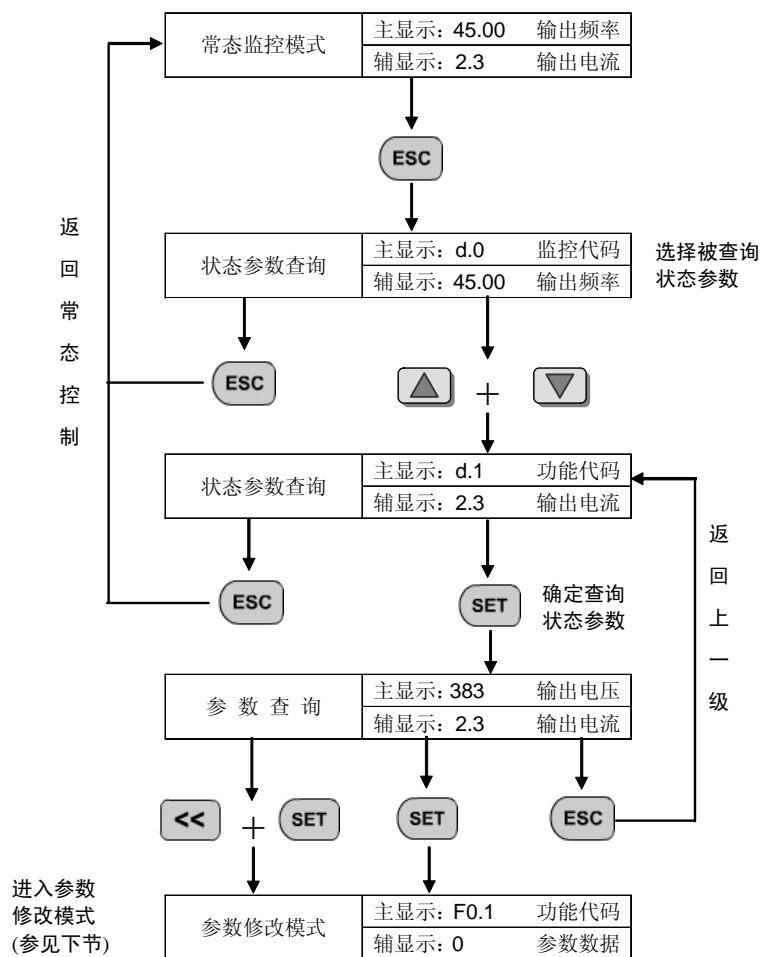 常态监控模式
主显示: 45.00 输出频率
辅显示: 2.3 输出电流
ESC
返回常态控制
状态参数查询
主显示: d.0 监控代码
辅显示: 45.00 输出频率
选择被查询
状态参数
ESC
+
状态参数查询
主显示: d.1 功能代码
辅显示: 2.3 输出电流
返回上一级
ESC
SET
确定查询
状态参数
参 数 查 询
主显示: 383 输出电压
辅显示: 2.3 输出电流
<< + SET
SET
ESC
进入参数
修改模式
(参见下节)
参数修改模式
主显示: F0.1 功能代码
辅显示: 0 参数数据